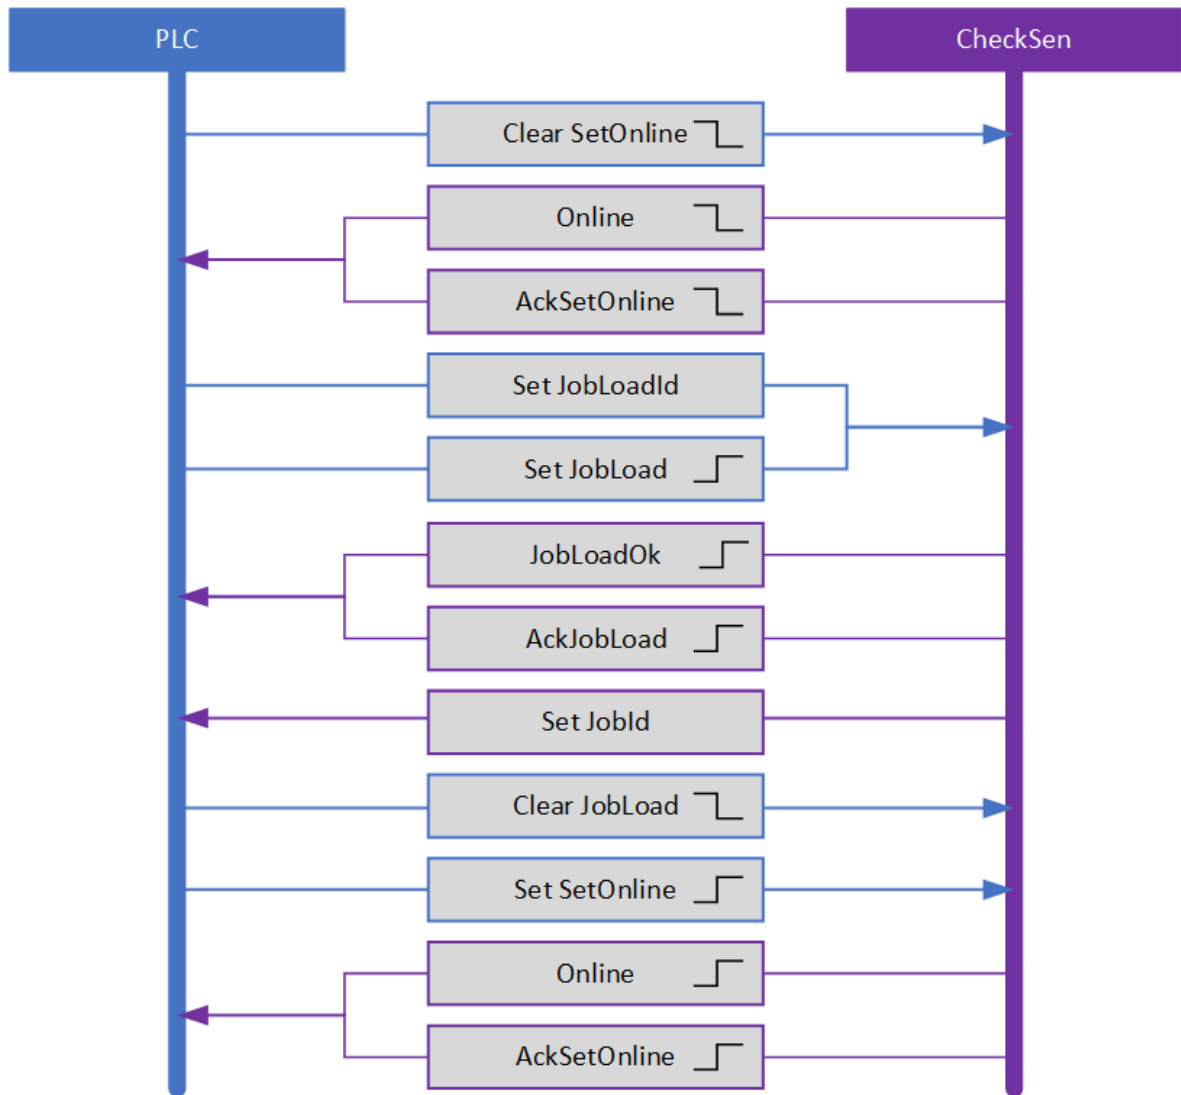 PLC
CheckSen
Clear SetOnline
Online
AckSetOnline
Set JobLoadId
Set JobLoad
JobLoadOk
AckJobLoad
Set JobId
Clear JobLoad
Set SetOnline
Online
AckSetOnline